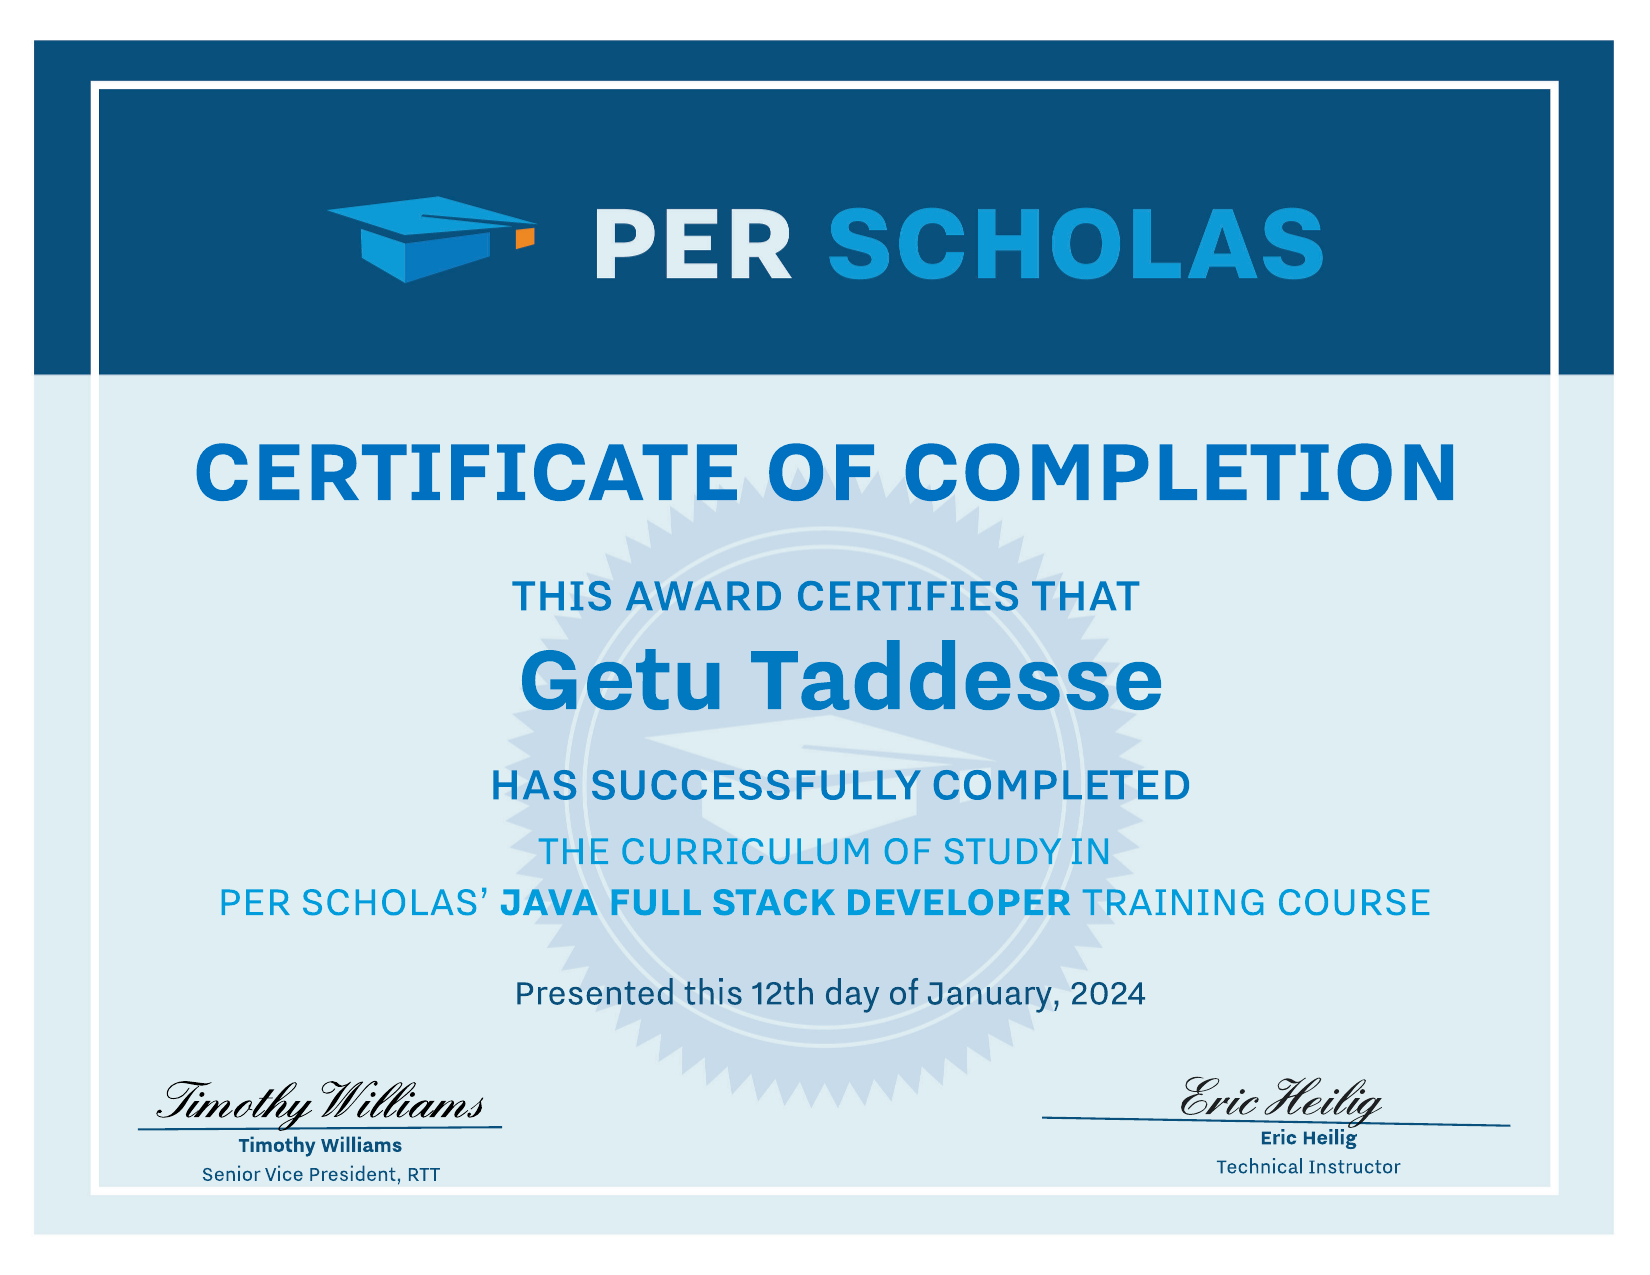 PER SCHOLAS
CERTIFICATE OF COMPLETION
THIS AWARD CERTIFIES THAT
Getu Taddesse
HAS SUCCESSFULLY COMPLETED
THE CURRICULUM OF STUDY IN
PER SCHOLAS’ JAVA FULL STACK DEVELOPER TRAINING COURSE
Presented this 12th day of January, 2024
Timothy Williams
Timothy Williams
Senior Vice President, RTT
Eric Heilig
Eric Heilig
Technical Instructor